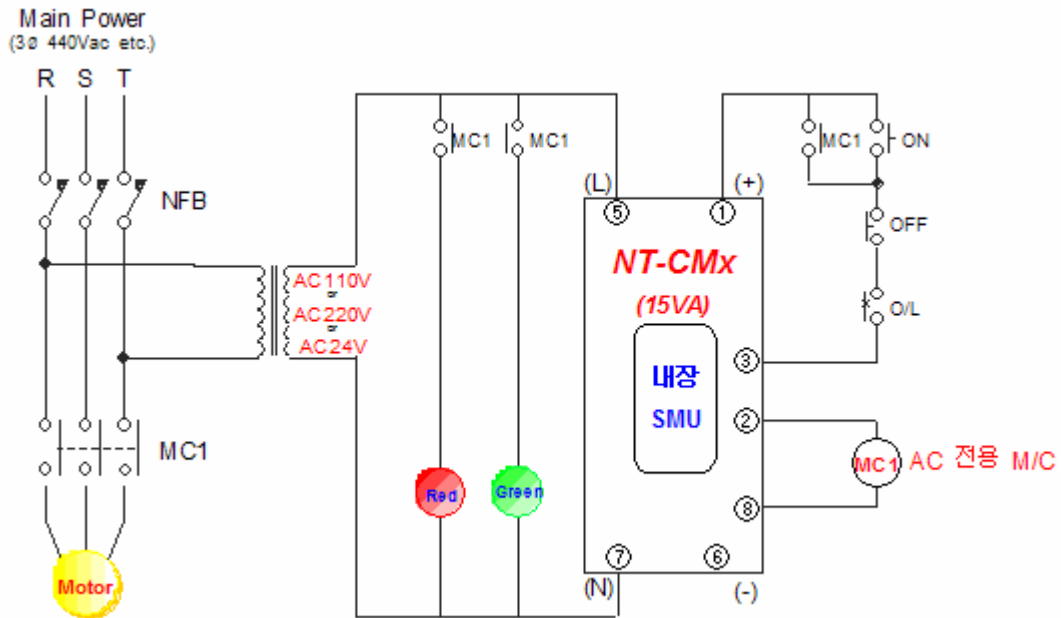 Main Power
(3ø 440Vac etc.)
R S T
NFB
MC1
Motor
AC110V
or
AC220V
or
AC24V
MC1
MC1
Red
Green
(L)
(+)
5
1
NT-CMx
(15VA)
내장
SMU
3
2
8
7
6
(N)
(-)
MC1
ON
OFF
O/L
MC1
AC 전용 M/C